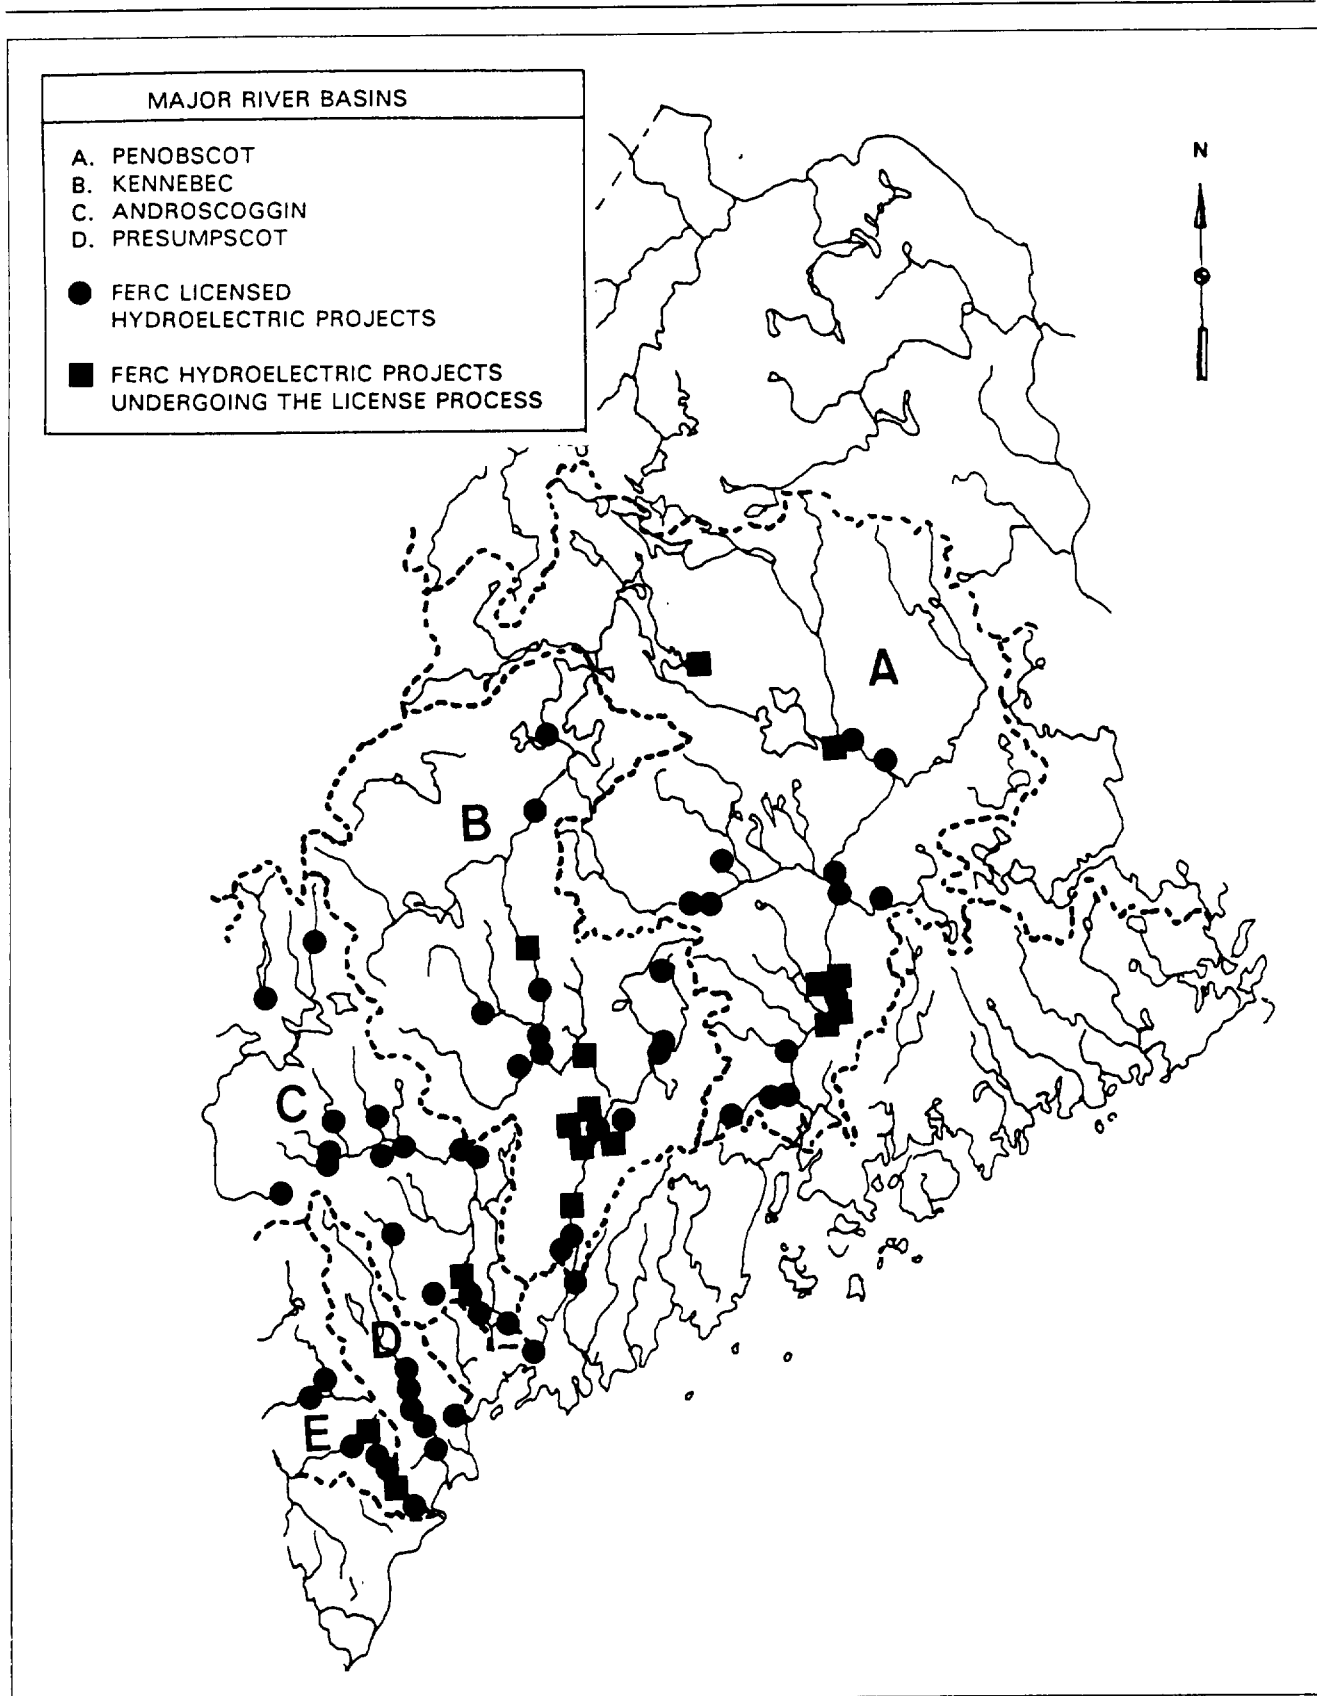 MAJOR RIVER BASINS
A. PENOBSCOT
B. KENNEBEC
C. ANDROSCOGGIN
D. PRESUMPSCOT
FERC LICENSED
HYDROELECTRIC PROJECTS
FERC HYDROELECTRIC PROJECTS
UNDERGOING THE LICENSE PROCESS
N
A
B
C
D
E